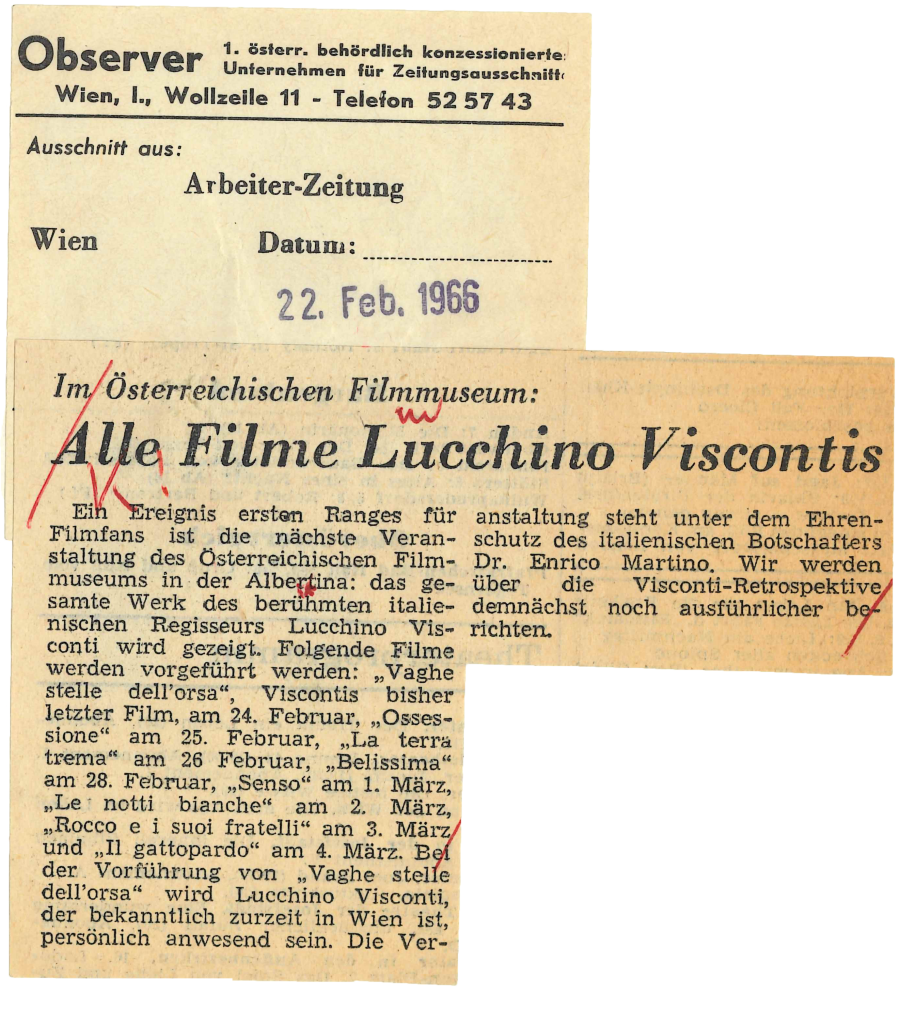 Observer
1. österr. behördlich konzessionierte
Unternehmen für Zeitungsausschnitt
Wien, I., Wollzeile 11 - Telefon 52 57 43
Ausschnitt aus:
Arbeiter-Zeitung
Wien Datum:
22. Feb. 1966
Im Österreichischen Filmmuseum:
Alle Filme Lucchino Viscontis
Ein Ereignis ersten Ranges für
Filmfans ist die nächste Veran-
staltung des Österreichischen Film-
museums in der Albertina: das ge-
samte Werk des berühmten italie-
nischen Regisseurs Lucchino Vis-
conti wird gezeigt. Folgende Filme
werden vorgeführt werden: „Vaghe
stelle dell'orsa“, Viscontis bisher
letzter Film, am 24. Februar, „Osses-
sione“ am 25. Februar, „La terra
trema“ am 26 Februar, „Belissima“
am 28. Februar, „Senso“ am 1. März,
„Le notti bianche“ am 2. März,
„Rocco e i suoi fratelli“ am 3. März
und „Il gattopardo“ am 4. März. Bei
der Vorführung von „Vaghe stelle
dell'orsa“ wird Lucchino Visconti,
der bekanntlich zurzeit in Wien ist,
persönlich anwesend sein. Die Ver-
anstaltung steht unter dem Ehren-
schutz des italienischen Botschafters
Dr. Enrico Martino. Wir werden
über die Visconti-Retrospektive
demnächst noch ausführlicher be-
richten.